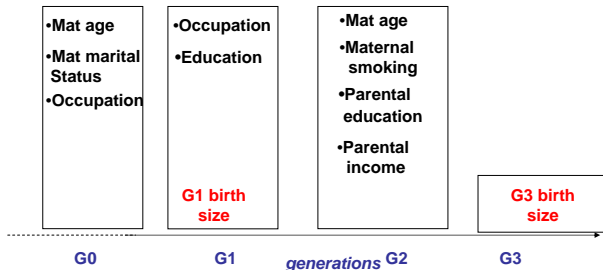 •Mat age
•Mat marital
Status
•Occupation
•Occupation
•Education
G1 birth
size
•Mat age
•Maternal
smoking
•Parental
education
•Parental
income
G3 birth
size
G0
G1
generations
G2
G3